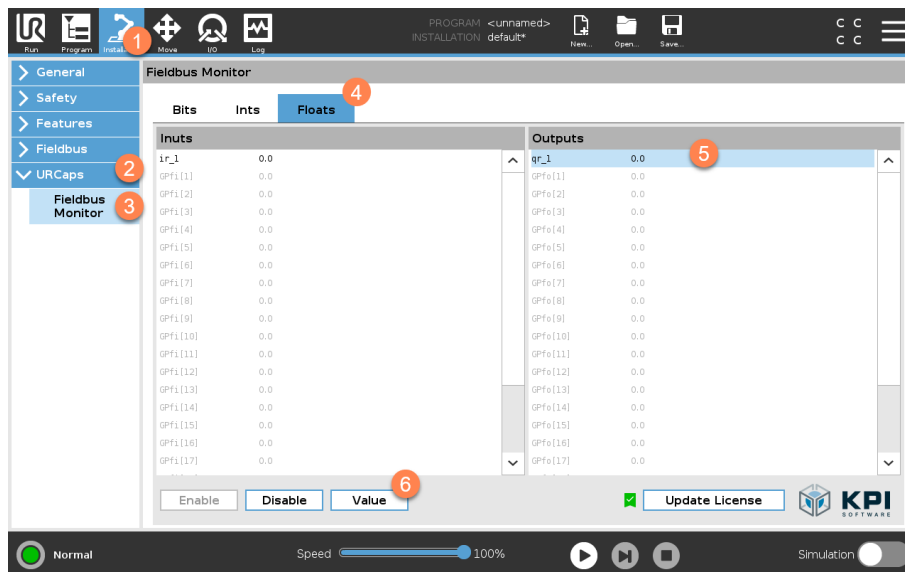 PROGRAM <unnamed>
INSTALLATION default*
Run Program Move I/O Log New... Open... Save... C C
C C
1
General
Safety
Features
Fieldbus
URCaps 2
Fieldbus
Monitor 3
Fieldbus Monitor
4
Bits Ints Floats
Inuts Outputs
5
ir_1 0.0 qr_1 0.0
GPfi[1] 0.0 GPfo[1] 0.0
GPfi[2] 0.0 GPfo[2] 0.0
GPfi[3] 0.0 GPfo[3] 0.0
GPfi[4] 0.0 GPfo[4] 0.0
GPfi[5] 0.0 GPfo[5] 0.0
GPfi[6] 0.0 GPfo[6] 0.0
GPfi[7] 0.0 GPfo[7] 0.0
GPfi[8] 0.0 GPfo[8] 0.0
GPfi[9] 0.0 GPfo[9] 0.0
GPfi[10] 0.0 GPfo[10] 0.0
GPfi[11] 0.0 GPfo[11] 0.0
GPfi[12] 0.0 GPfo[12] 0.0
GPfi[13] 0.0 GPfo[13] 0.0
GPfi[14] 0.0 GPfo[14] 0.0
GPfi[15] 0.0 GPfo[15] 0.0
GPfi[16] 0.0 GPfo[16] 0.0
GPfi[17] 0.0 GPfo[17] 0.0
6
Enable Disable Value Update License KPI
SOFTWARE
Normal Speed 100% Simulation